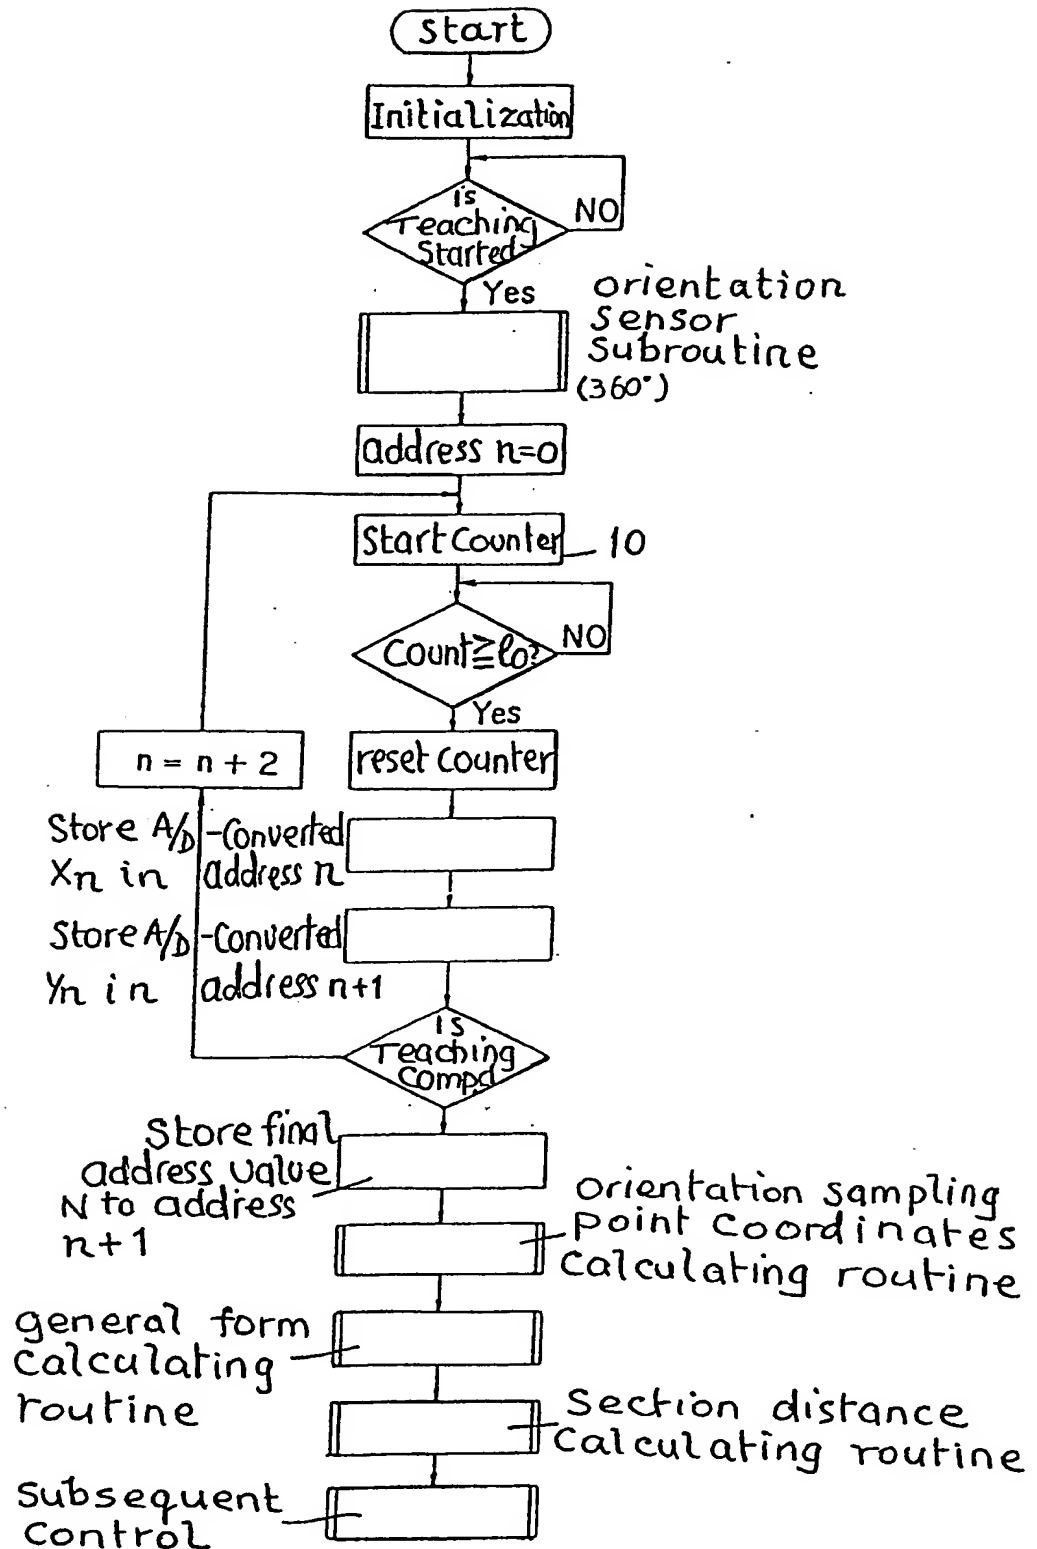 Start
Initialization
is
Teaching
Started
NO
Yes
orientation
Sensor
Subroutine
(360°)
address n=0
Start Counter
10
Count≧lo?
NO
Yes
reset Counter
n = n + 2
Store A/D-Converted
Xn in address n
Store A/D-Converted
Yn in address n+1
Is
Teaching
Compd
Store final
address value
N to address
n+1
orientation sampling
Point Coordinates
Calculating routine
general form
Calculating
routine
Section distance
Calculating routine
Subsequent
Control